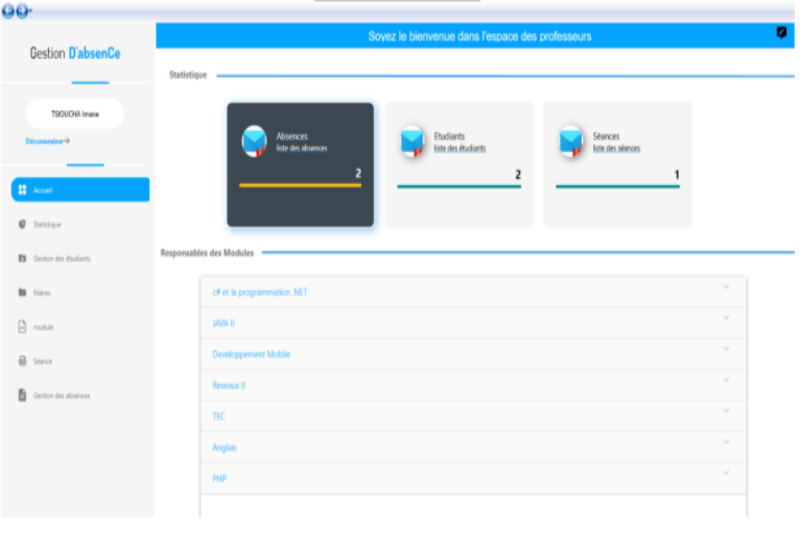 Soyez le bienvenue dans l'espace des professeurs
Gestion D'absenCe
TSIOUCHA Imane
Déconnexion
Accueil
Statistique
Gestion des étudiants
filières
module
Séance
Gestion des absences
Statistique
Absences
liste des absences
2
Etudiants
liste des étudiants
2
Séances
liste des séances
1
Responsables des Modules
c# et la programmation .NET
JAVA II
Developpement Mobile
Reseaux II
TEC
Anglais
PHP